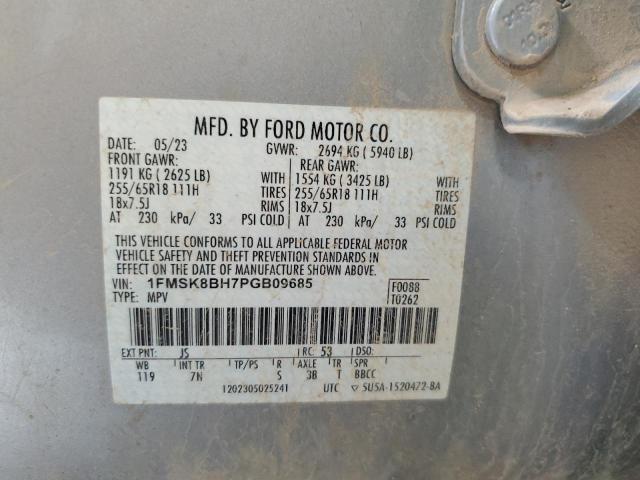 MFD. BY FORD MOTOR CO.
DATE: 05/23 GVWR: 2694 KG ( 5940 LB)
FRONT GAWR: REAR GAWR:
1191 KG ( 2625 LB) WITH 1554 KG ( 3425 LB) WITH
255/65R18 111H TIRES 255/65R18 111H TIRES
18x7.5J RIMS 18x7.5J RIMS
AT 230 kPa/ 33 PSI COLD AT 230 kPa/ 33 PSI COLD
THIS VEHICLE CONFORMS TO ALL APPLICABLE FEDERAL MOTOR
VEHICLE SAFETY AND THEFT PREVENTION STANDARDS IN
EFFECT ON THE DATE OF MANUFACTURE SHOWN ABOVE.
VIN: 1FMSK8BH7PGB09685 F0088
TYPE: MPV T0262
EXT PNT: JS RC: 53 DSO:
WB INT TR TP/PS R AXLE TR SPR
119 7N S 3B T BBCC
1202305025241 UTC ▽ 5U5A-1520472-BA